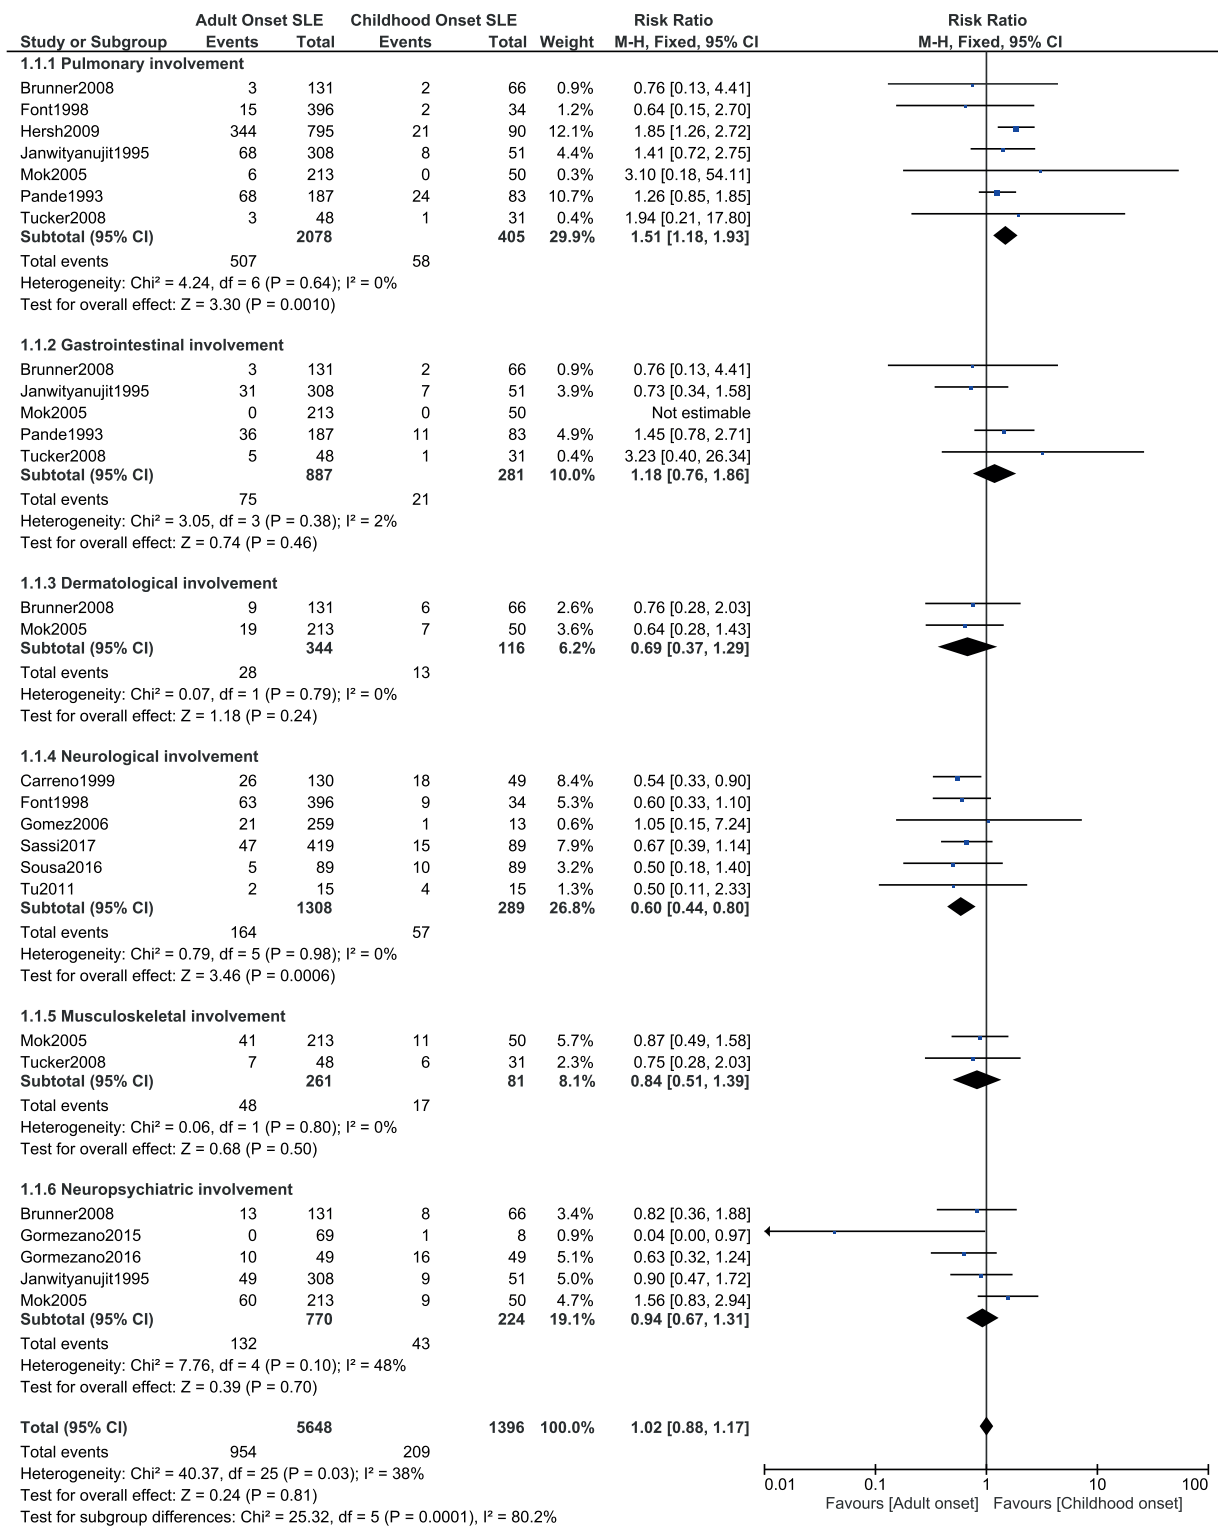 Adult Onset SLE Childhood Onset SLE Risk Ratio Risk Ratio
Study or Subgroup Events Total Events Total Weight M-H, Fixed, 95% CI M-H, Fixed, 95% CI
1.1.1 Pulmonary involvement
Brunner2008 3 131 2 66 0.9% 0.76 [0.13, 4.41]
Font1998 15 396 2 34 1.2% 0.64 [0.15, 2.70]
Hersh2009 344 795 21 90 12.1% 1.85 [1.26, 2.72]
Janwityanujit1995 68 308 8 51 4.4% 1.41 [0.72, 2.75]
Mok2005 6 213 0 50 0.3% 3.10 [0.18, 54.11]
Pande1993 68 187 24 83 10.7% 1.26 [0.85, 1.85]
Tucker2008 3 48 1 31 0.4% 1.94 [0.21, 17.80]
Subtotal (95% CI) 2078 405 29.9% 1.51 [1.18, 1.93]
Total events 507 58
Heterogeneity: Chi² = 4.24, df = 6 (P = 0.64); I² = 0%
Test for overall effect: Z = 3.30 (P = 0.0010)
1.1.2 Gastrointestinal involvement
Brunner2008 3 131 2 66 0.9% 0.76 [0.13, 4.41]
Janwityanujit1995 31 308 7 51 3.9% 0.73 [0.34, 1.58]
Mok2005 0 213 0 50 Not estimable
Pande1993 36 187 11 83 4.9% 1.45 [0.78, 2.71]
Tucker2008 5 48 1 31 0.4% 3.23 [0.40, 26.34]
Subtotal (95% CI) 887 281 10.0% 1.18 [0.76, 1.86]
Total events 75 21
Heterogeneity: Chi² = 3.05, df = 3 (P = 0.38); I² = 2%
Test for overall effect: Z = 0.74 (P = 0.46)
1.1.3 Dermatological involvement
Brunner2008 9 131 6 66 2.6% 0.76 [0.28, 2.03]
Mok2005 19 213 7 50 3.6% 0.64 [0.28, 1.43]
Subtotal (95% CI) 344 116 6.2% 0.69 [0.37, 1.29]
Total events 28 13
Heterogeneity: Chi² = 0.07, df = 1 (P = 0.79); I² = 0%
Test for overall effect: Z = 1.18 (P = 0.24)
1.1.4 Neurological involvement
Carreno1999 26 130 18 49 8.4% 0.54 [0.33, 0.90]
Font1998 63 396 9 34 5.3% 0.60 [0.33, 1.10]
Gomez2006 21 259 1 13 0.6% 1.05 [0.15, 7.24]
Sassi2017 47 419 15 89 7.9% 0.67 [0.39, 1.14]
Sousa2016 5 89 10 89 3.2% 0.50 [0.18, 1.40]
Tu2011 2 15 4 15 1.3% 0.50 [0.11, 2.33]
Subtotal (95% CI) 1308 289 26.8% 0.60 [0.44, 0.80]
Total events 164 57
Heterogeneity: Chi² = 0.79, df = 5 (P = 0.98); I² = 0%
Test for overall effect: Z = 3.46 (P = 0.0006)
1.1.5 Musculoskeletal involvement
Mok2005 41 213 11 50 5.7% 0.87 [0.49, 1.58]
Tucker2008 7 48 6 31 2.3% 0.75 [0.28, 2.03]
Subtotal (95% CI) 261 81 8.1% 0.84 [0.51, 1.39]
Total events 48 17
Heterogeneity: Chi² = 0.06, df = 1 (P = 0.80); I² = 0%
Test for overall effect: Z = 0.68 (P = 0.50)
1.1.6 Neuropsychiatric involvement
Brunner2008 13 131 8 66 3.4% 0.82 [0.36, 1.88]
Gormezano2015 0 69 1 8 0.9% 0.04 [0.00, 0.97]
Gormezano2016 10 49 16 49 5.1% 0.63 [0.32, 1.24]
Janwityanujit1995 49 308 9 51 5.0% 0.90 [0.47, 1.72]
Mok2005 60 213 9 50 4.7% 1.56 [0.83, 2.94]
Subtotal (95% CI) 770 224 19.1% 0.94 [0.67, 1.31]
Total events 132 43
Heterogeneity: Chi² = 7.76, df = 4 (P = 0.10); I² = 48%
Test for overall effect: Z = 0.39 (P = 0.70)
Total (95% CI) 5648 1396 100.0% 1.02 [0.88, 1.17]
Total events 954 209
Heterogeneity: Chi² = 40.37, df = 25 (P = 0.03); I² = 38%
Test for overall effect: Z = 0.24 (P = 0.81)
Test for subgroup differences: Chi² = 25.32, df = 5 (P = 0.0001), I² = 80.2%
0.01 0.1 1 10 100
Favours [Adult onset] Favours [Childhood onset]